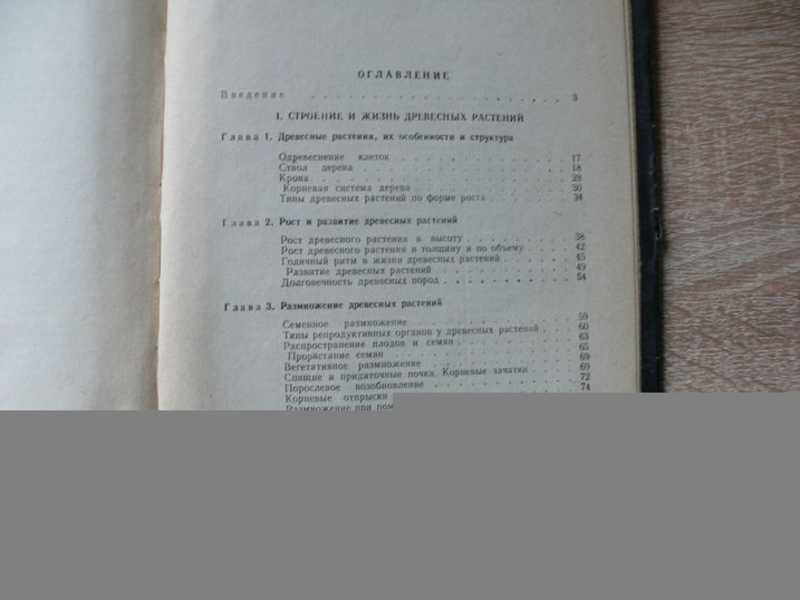 ОГЛАВЛЕНИЕ
Введение . . . . . . . . . . . . . . . . . . . 3
I. СТРОЕНИЕ И ЖИЗНЬ ДРЕВЕСНЫХ РАСТЕНИЙ
Глава 1. Древесные растения, их особенности и структура
Одревеснение клеток . . . . . . . . . . 17
Ствол дерева . . . . . . . . . . . . 18
Крона . . . . . . . . . . . . . . 28
Корневая система дерева . . . . . . . . . 30
Типы древесных растений по форме роста . . . . . 34
Глава 2. Рост и развитие древесных растений
Рост древесного растения в высоту . . . . . . . 38
Рост древесного растения в толщину и по объему . . . . 42
Годичный ритм в жизни древесных растений . . . . . 45
Развитие древесных растений . . . . . . . . 49
Долговечность древесных пород . . . . . . . . 54
Глава 3. Размножение древесных растений
Семенное размножение . . . . . . . . . . 59
Типы репродуктивных органов у древесных растений . . . 60
Распространение плодов и семян . . . . . . . 63
Прорастание семян . . . . . . . . . . 65
Вегетативное размножение . . . . . . . . . 69
Спящие и придаточные почки. Корневые зачатки . . . . 69
Порослевое возобновление . . . . . . . . . 72
Корневые отпрыски 74
Размножение при